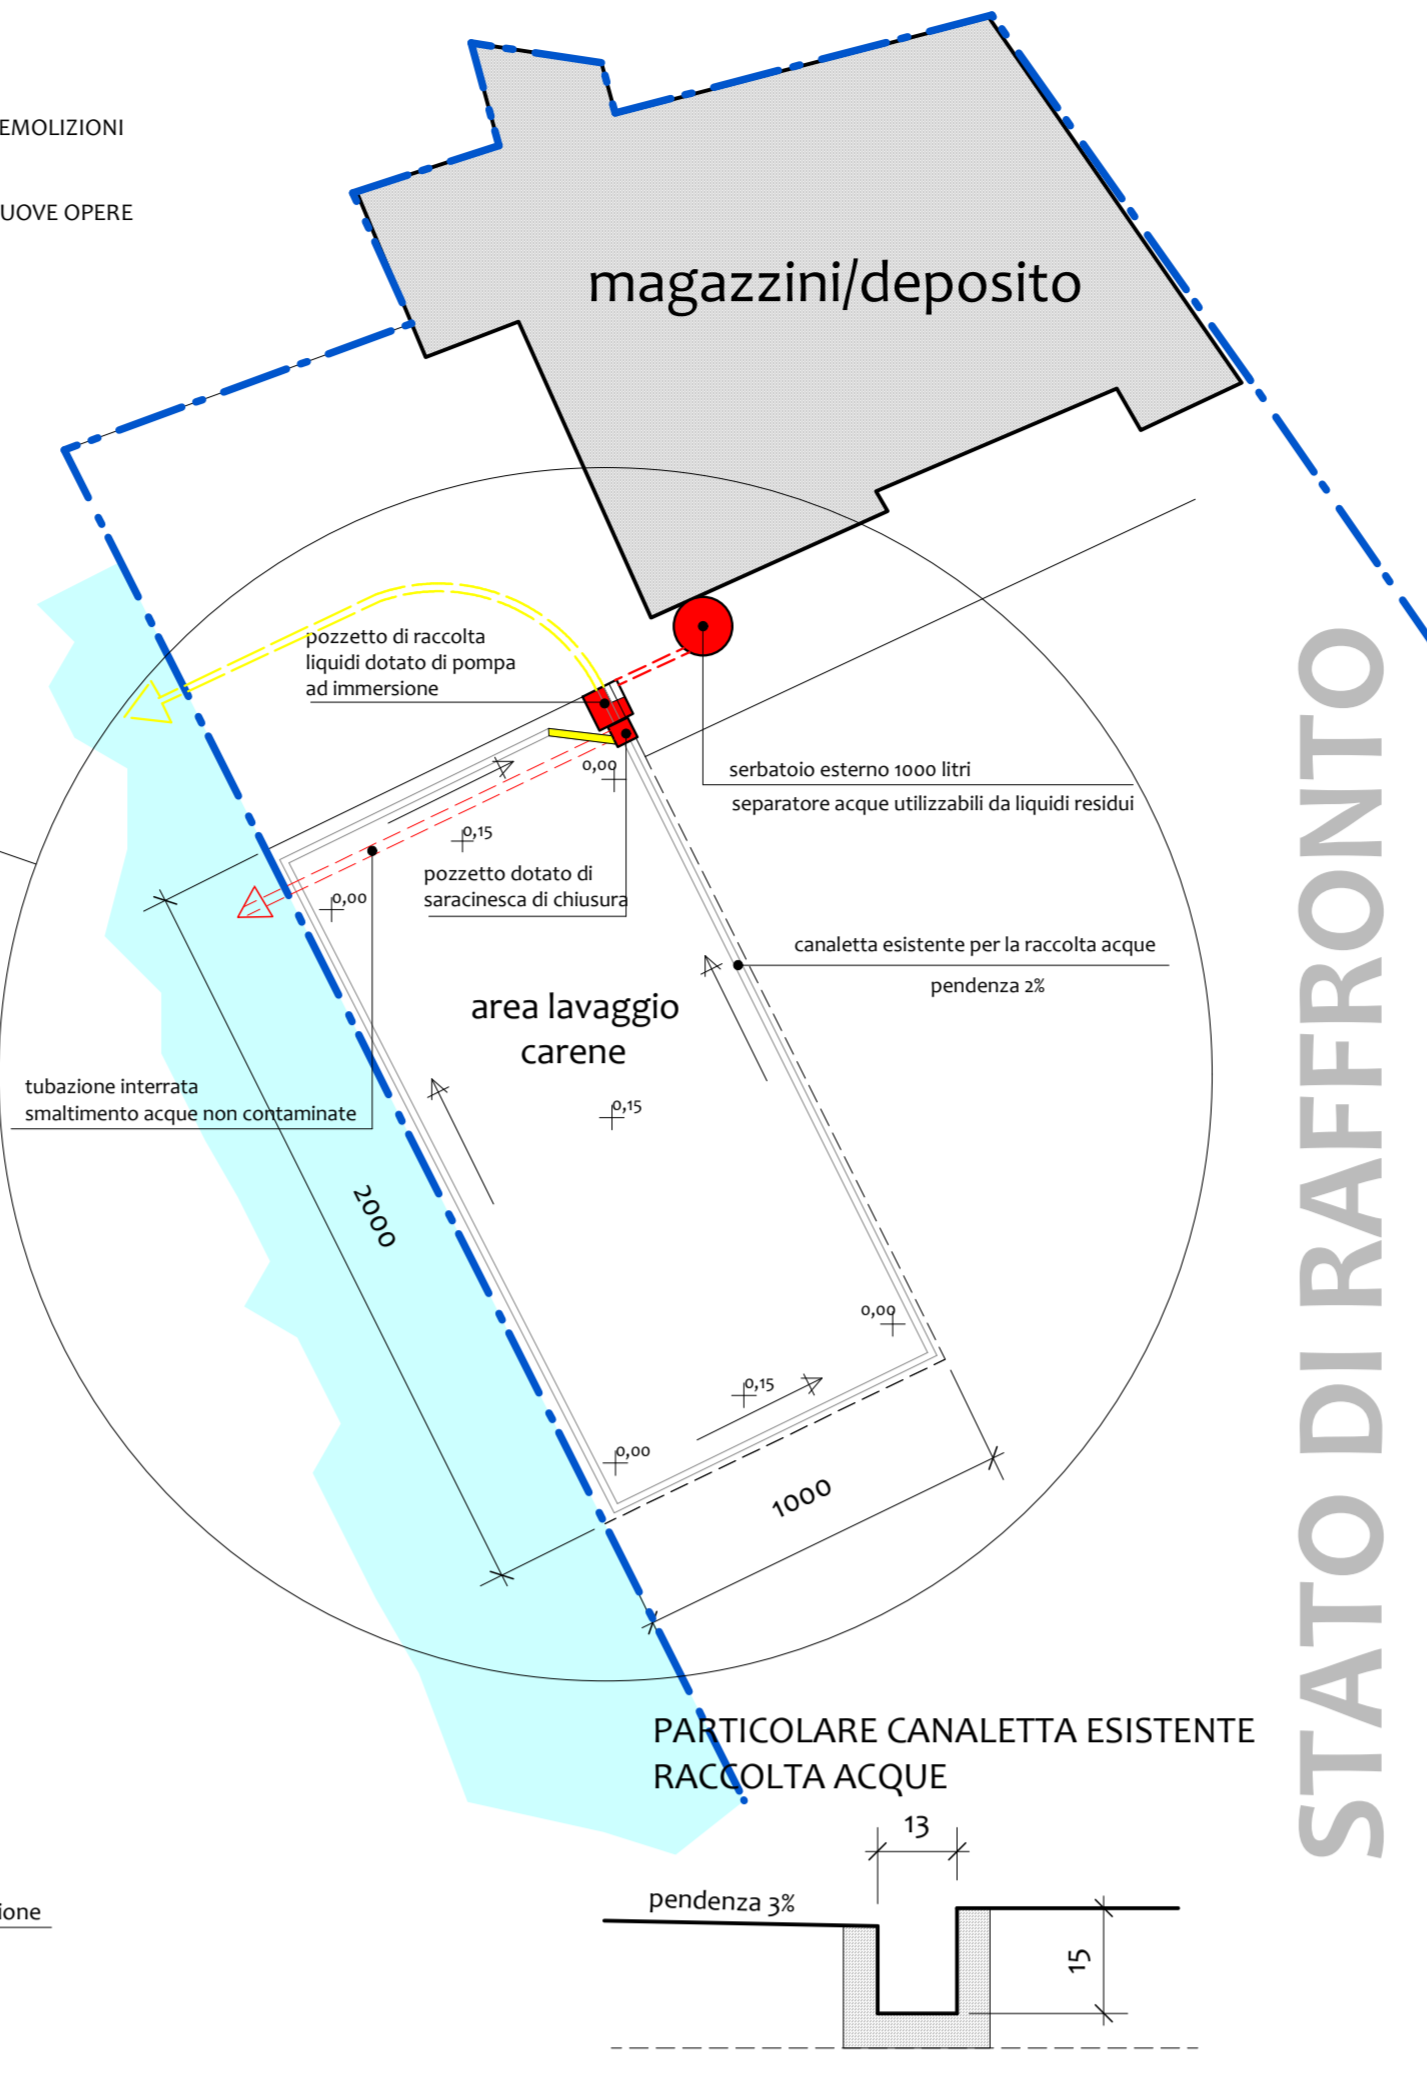 EMOLIZIONI
UOVE OPERE
magazzini/deposito
pozzetto di raccolta
liquidi dotato di pompa
ad immersione
0,00
serbatoio esterno 1000 litri
separatore acque utilizzabili da liquidi residui
0,15
pozzetto dotato di
saracinesca di chiusura
0,00
canaletta esistente per la raccolta acque
pendenza 2%
area lavaggio
carene
tubazione interrata
smaltimento acque non contaminate
0,15
2000
0,00
0,15
0,00
1000
STATO DI RAFFRONTO
PARTICOLARE CANALETTA ESISTENTE
RACCOLTA ACQUE
13
pendenza 3%
ione
15